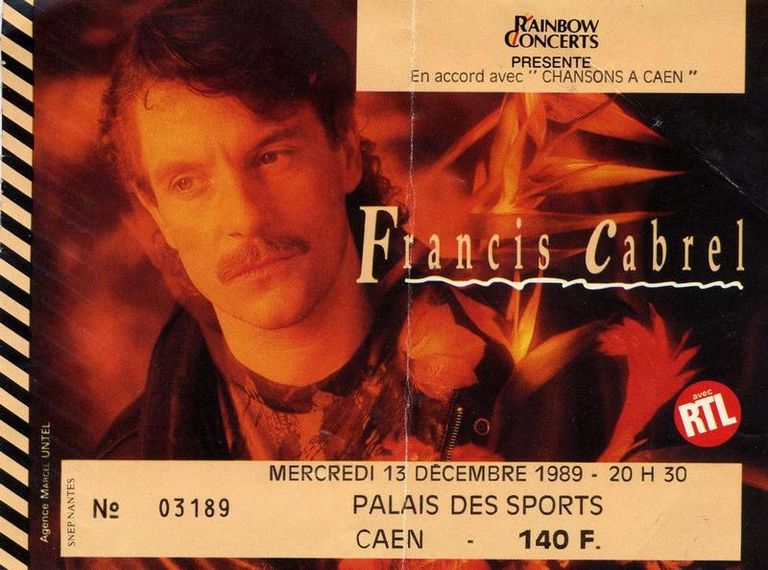 RAINBOW
CONCERTS
PRESENTE
En accord avec " CHANSONS A CAEN "
Francis Cabrel
avec
RTL
Agence MARCEL UNTEL
SNEP NANTES
MERCREDI 13 DÉCEMBRE 1989 - 20 H 30
Nº 03189
PALAIS DES SPORTS
CAEN - 140 F.